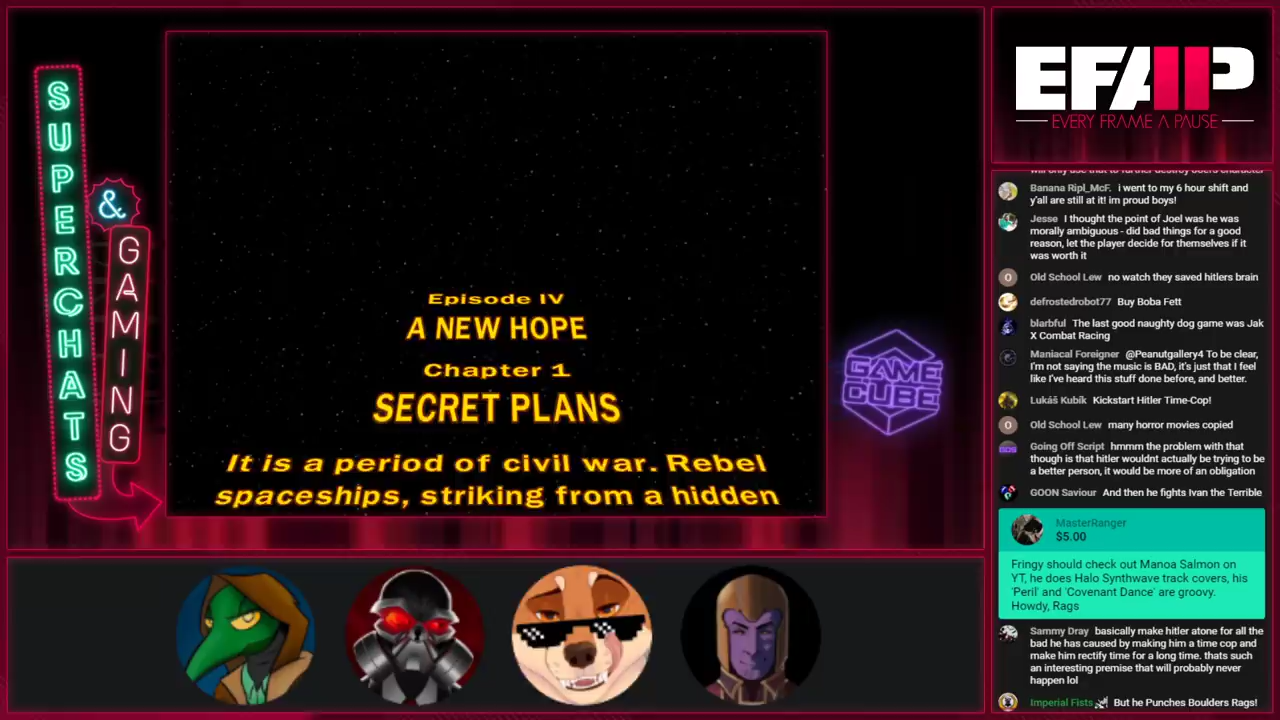 SUPERCHATS
&
GAMING
Episode IV
A NEW HOPE
Chapter 1
SECRET PLANS
It is a period of civil war. Rebel
spaceships, striking from a hidden
GAME
CUBE
EFAP
EVERY FRAME A PAUSE
Banana Ripl_McF. i went to my 6 hour shift and
y'all are still at it! im proud boys!
Jesse I thought the point of Joel was he was
morally ambiguous - did bad things for a good
reason, let the player decide for themselves if it
was worth it
O
Old School Lew no watch they saved hitlers brain
defrostedrobot77 Buy Boba Fett
blarbful The last good naughty dog game was Jak
X Combat Racing
Maniacal Foreigner @Peanutgallery4 To be clear,
I'm not saying the music is BAD, it's just that I feel
like I've heard this stuff done before, and better.
Lukáš Kubík Kickstart Hitler Time-Cop!
O
Old School Lew many horror movies copied
Going Off Script hmmm the problem with that
though is that hitler wouldnt actually be trying to be
a better person, it would be more of an obligation
GOON Saviour And then he fights Ivan the Terrible
MasterRanger
$5.00
Fringy should check out Manoa Salmon on
YT, he does Halo Synthwave track covers, his
'Peril' and 'Covenant Dance' are groovy.
Howdy, Rags
Sammy Dray basically make hitler atone for all the
bad he has caused by making him a time cop and
make him rectify time for a long time. thats such
an interesting premise that will probably never
happen lol
Imperial Fists But he Punches Boulders Rags!